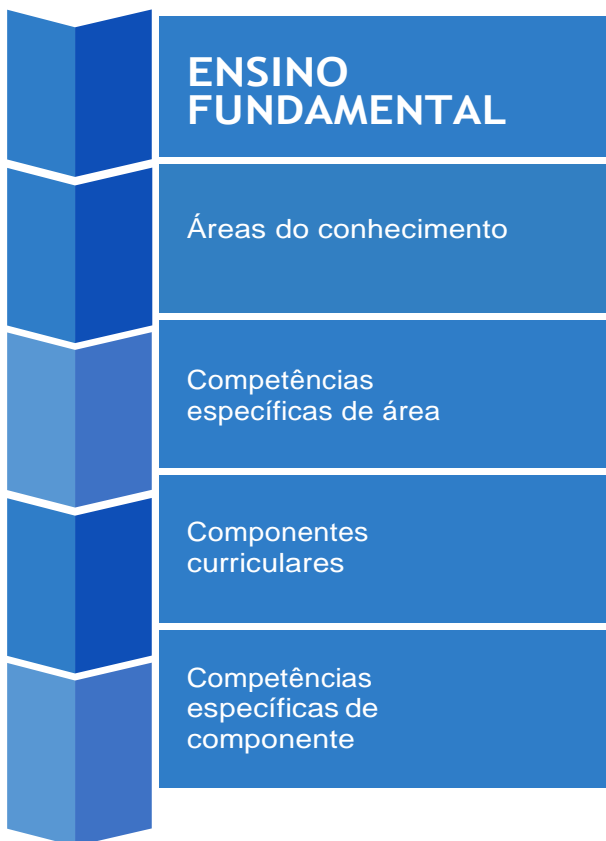 ENSINO
FUNDAMENTAL
Áreas do conhecimento
Competências
específicas de área
Componentes
curriculares
Competências
específicas de
componente